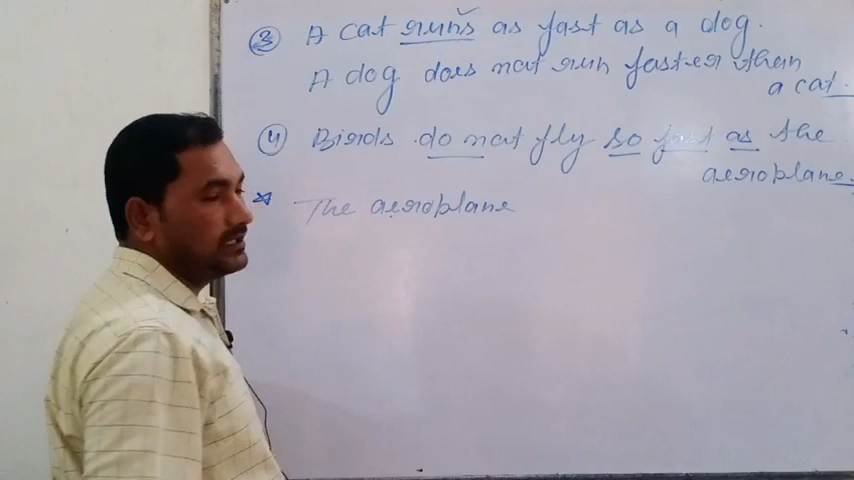 ③ A cat runs as fast as a dog.
A dog does not run faster than
a cat.
④ Birds do not fly so fast as the
aeroplane.
* The aeroplane